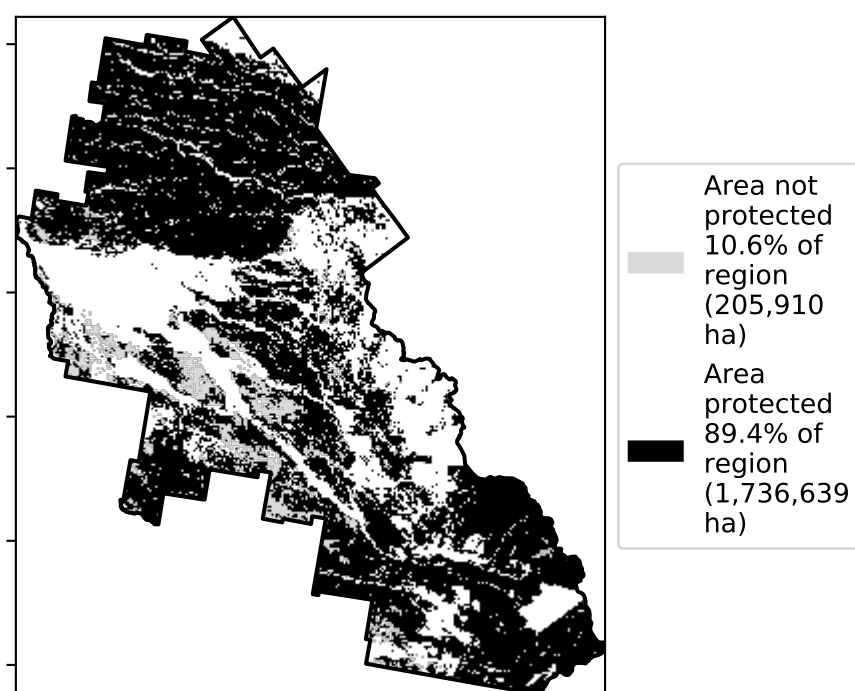 Area not
protected
10.6% of
region
(205,910
ha)
Area
protected
89.4% of
region
(1,736,639
ha)